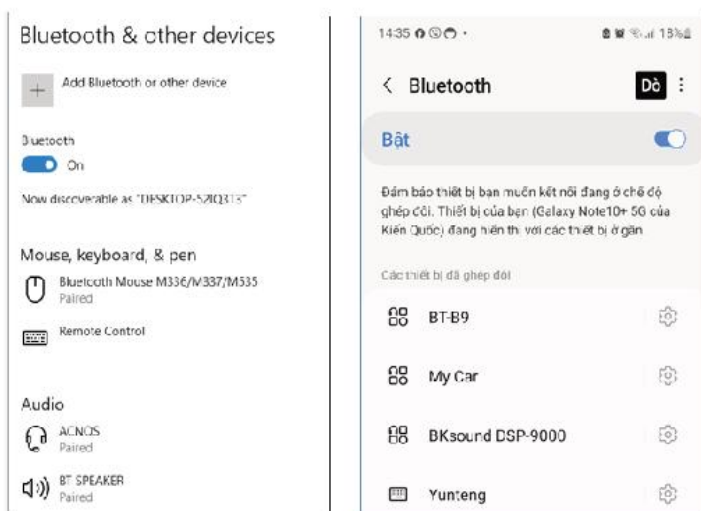 Bluetooth & other devices
Add Bluetooth or other device
Bluetooth
On
Now discoverable as "DESKTOP-52IQ3T3"
Mouse, keyboard, & pen
Bluetooth Mouse M336/M337/M535
Paired
Remote Control
Audio
ACNOS
Paired
BT SPEAKER
Paired
14:35
18%
Bluetooth
Dò
Bật
Đảm bảo thiết bị bạn muốn kết nối đang ở chế độ
ghép đôi. Thiết bị của bạn (Galaxy Note10+ 5G của
Kiến Quốc) đang hiển thị với các thiết bị ở gần
Các thiết bị đã ghép đôi
BT-B9
My Car
BKsound DSP-9000
Yunteng